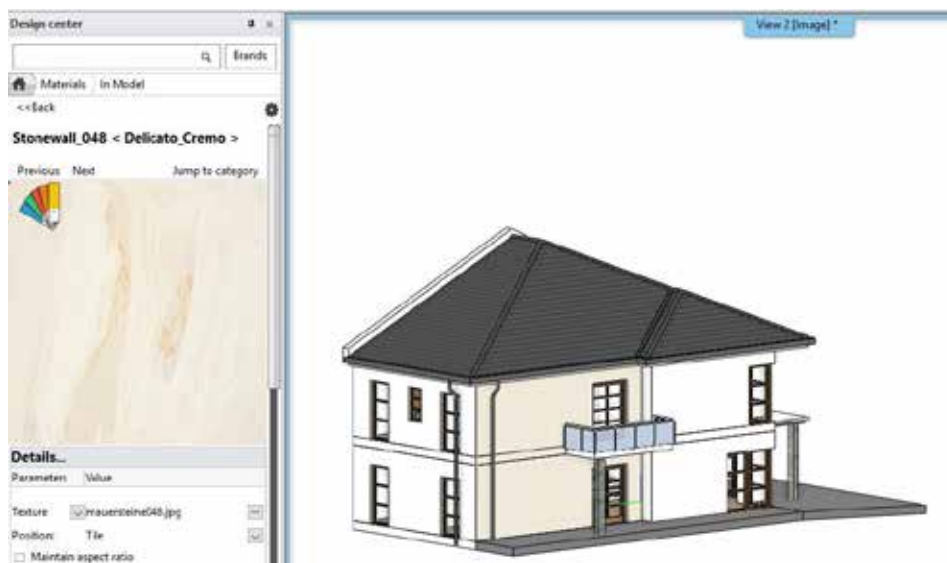 Design center
View 2 [Image] *
Brands
Materials In Model
<<Back
Stonewall_048 < Delicato_Cremo >
Previous Next Jump to category
Details...
Parameters Value
Texture mauersteine048.jpg
Position: Tile
Maintain aspect ratio